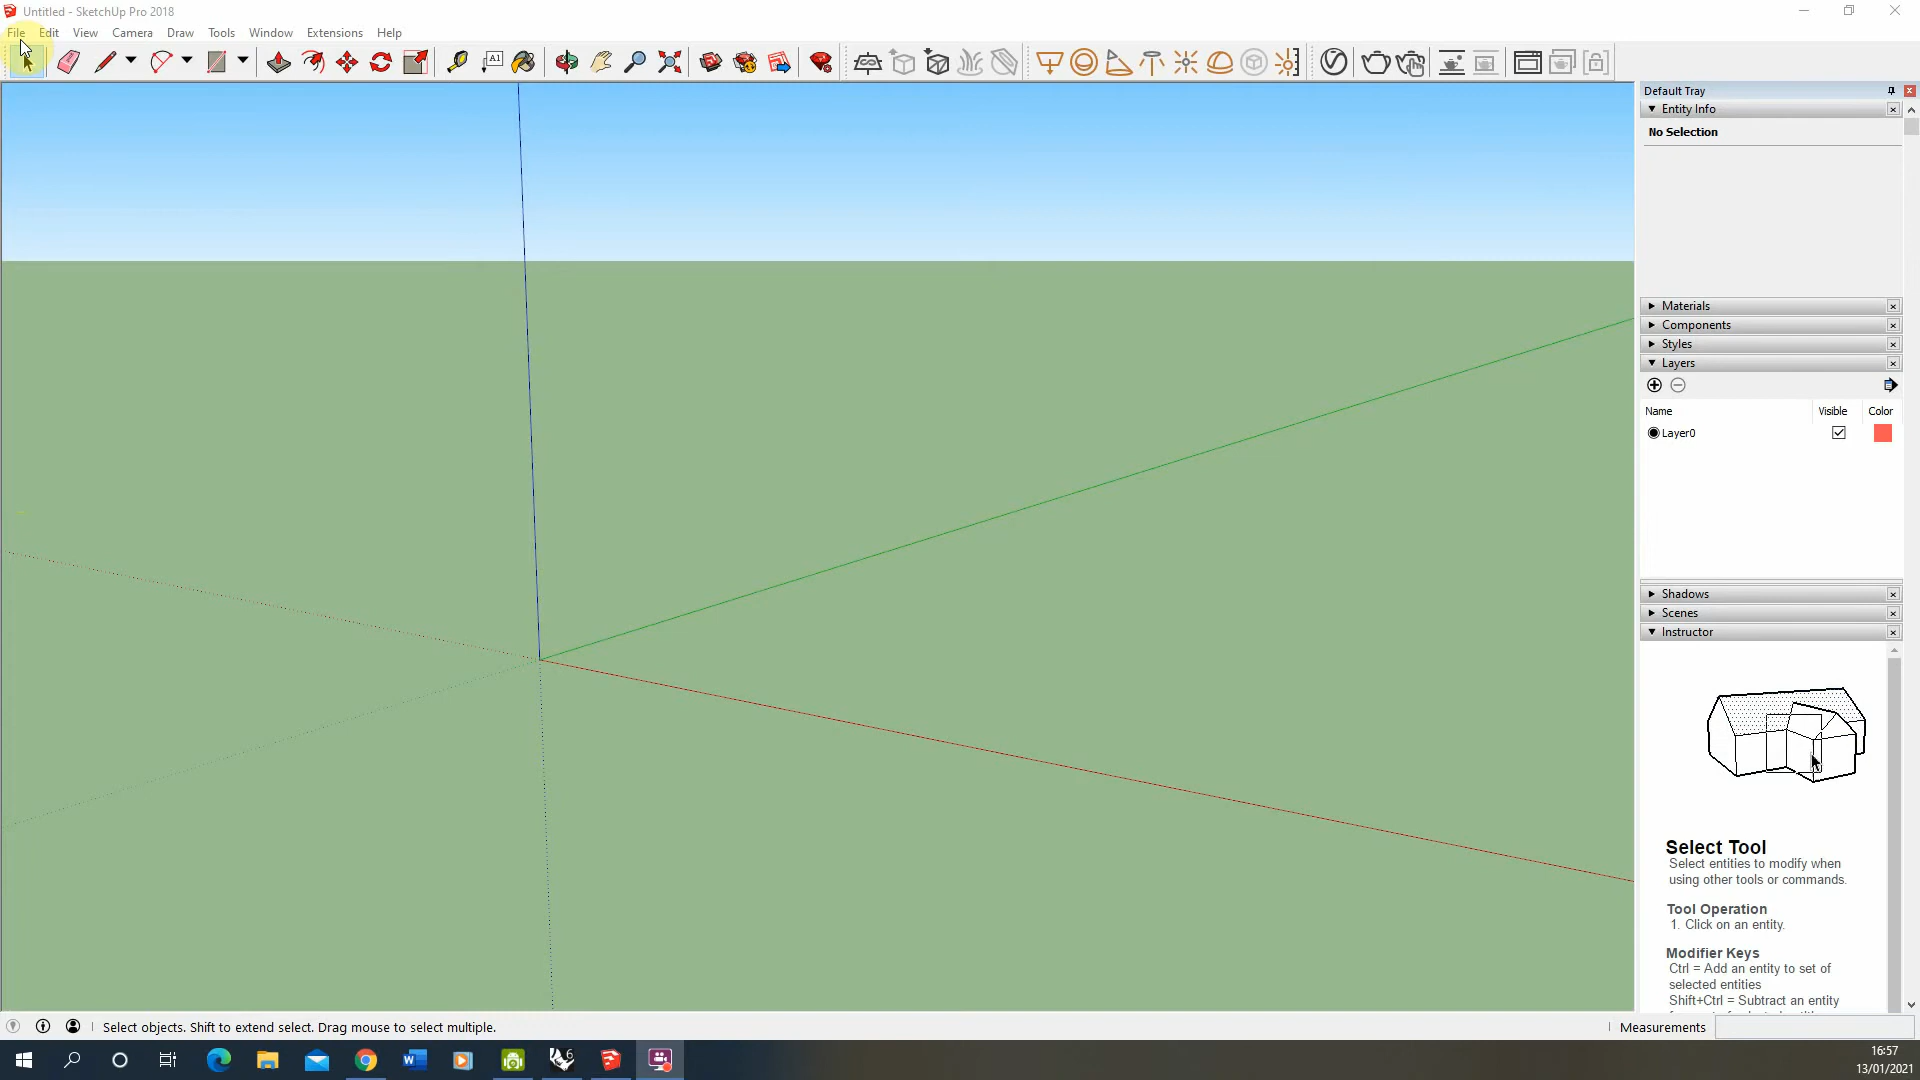 Untitled - SketchUp Pro 2018
File Edit View Camera Draw Tools Window Extensions Help
A1
Default Tray
Entity Info
No Selection
Materials
Components
Styles
Layers
Name Visible Color
Layer0
Shadows
Scenes
Instructor
Select Tool
Select entities to modify when
using other tools or commands.
Tool Operation
1. Click on an entity.
Modifier Keys
Ctrl = Add an entity to set of
selected entities
Shift+Ctrl = Subtract an entity
Select objects. Shift to extend select. Drag mouse to select multiple.
Measurements
6
16:57
13/01/2021